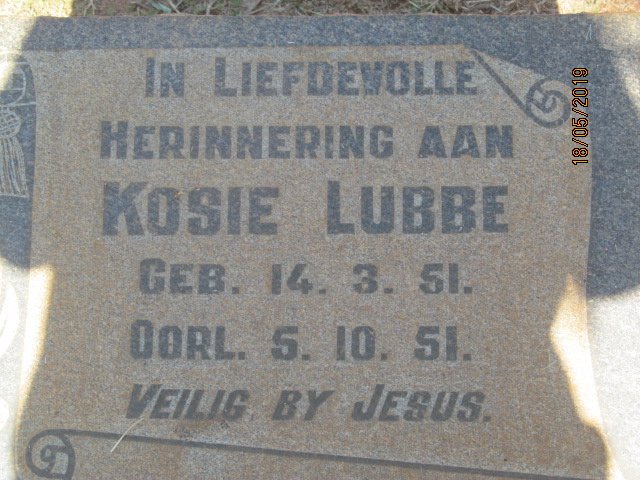 IN LIEFDEVOLLE
HERINNERING AAN
KOSIE LUBBE
GEB. 14. 3. 51.
OORL. 5. 10. 51.
VEILIG BY JESUS.
18/05/2019